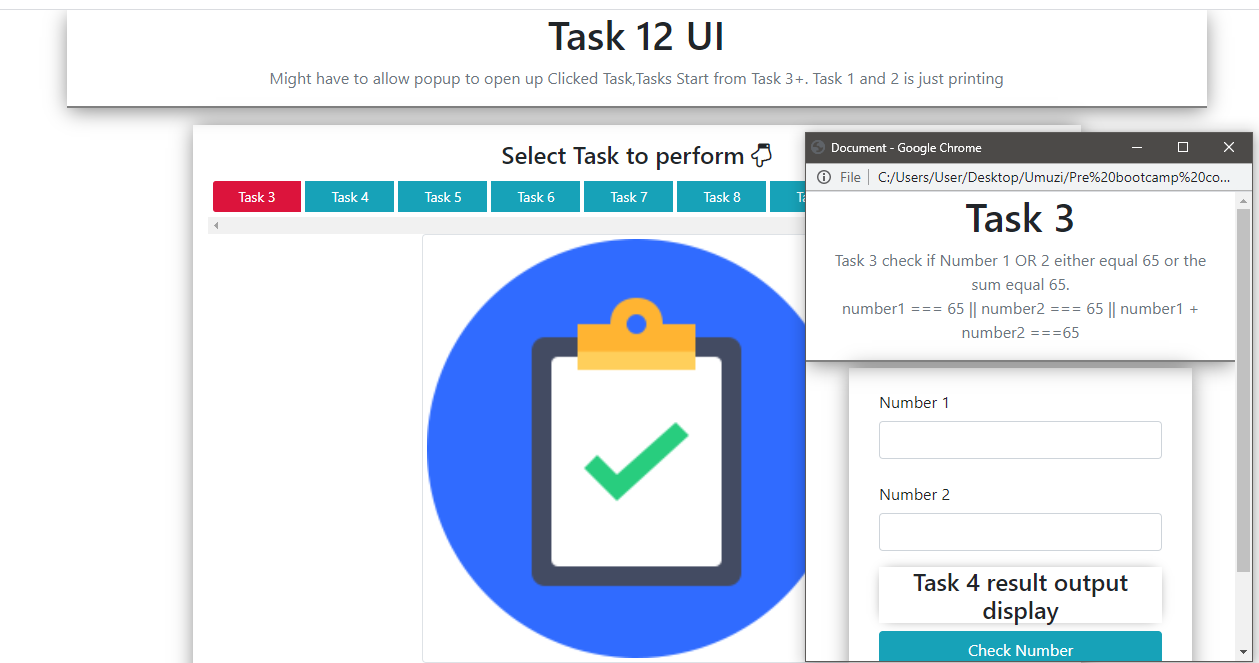 Task 12 UI
Might have to allow popup to open up Clicked Task,Tasks Start from Task 3+. Task 1 and 2 is just printing
Select Task to perform
Task 3
Task 4
Task 5
Task 6
Task 7
Task 8
Document - Google Chrome
File
C:/Users/User/Desktop/Umuzi/Pre%20bootcamp%20co...
Task 3
Task 3 check if Number 1 OR 2 either equal 65 or the
sum equal 65.
number1 === 65 || number2 === 65 || number1 +
number2 ===65
Number 1
Number 2
Task 4 result output
display
Check Number